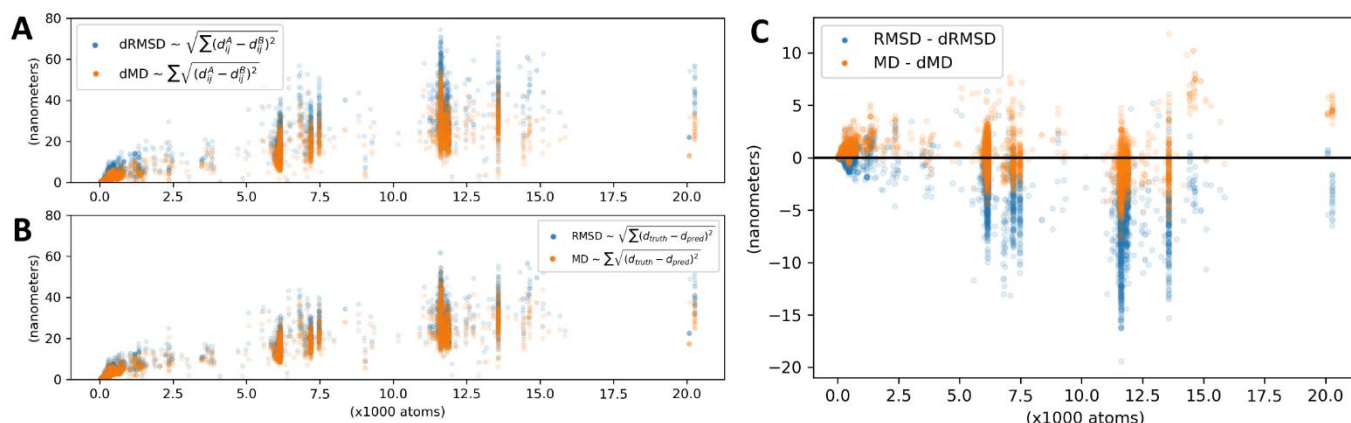 A
80
60
40
20
0
(nanometers)
dRMSD ~ √∑(d_ij^A − d_ij^B)²
dMD ~ ∑√(d_ij^A − d_ij^B)²
0.0 2.5 5.0 7.5 10.0 12.5 15.0 17.5 20.0
B
80
60
40
20
0
(nanometers)
RMSD ~ √∑(d_truth − d_pred)²
MD ~ ∑√(d_truth − d_pred)²
0.0 2.5 5.0 7.5 10.0 12.5 15.0 17.5 20.0
(x1000 atoms)
C
10
5
0
−5
−10
−15
−20
(nanometers)
RMSD - dRMSD
MD - dMD
0.0 2.5 5.0 7.5 10.0 12.5 15.0 17.5 20.0
(x1000 atoms)